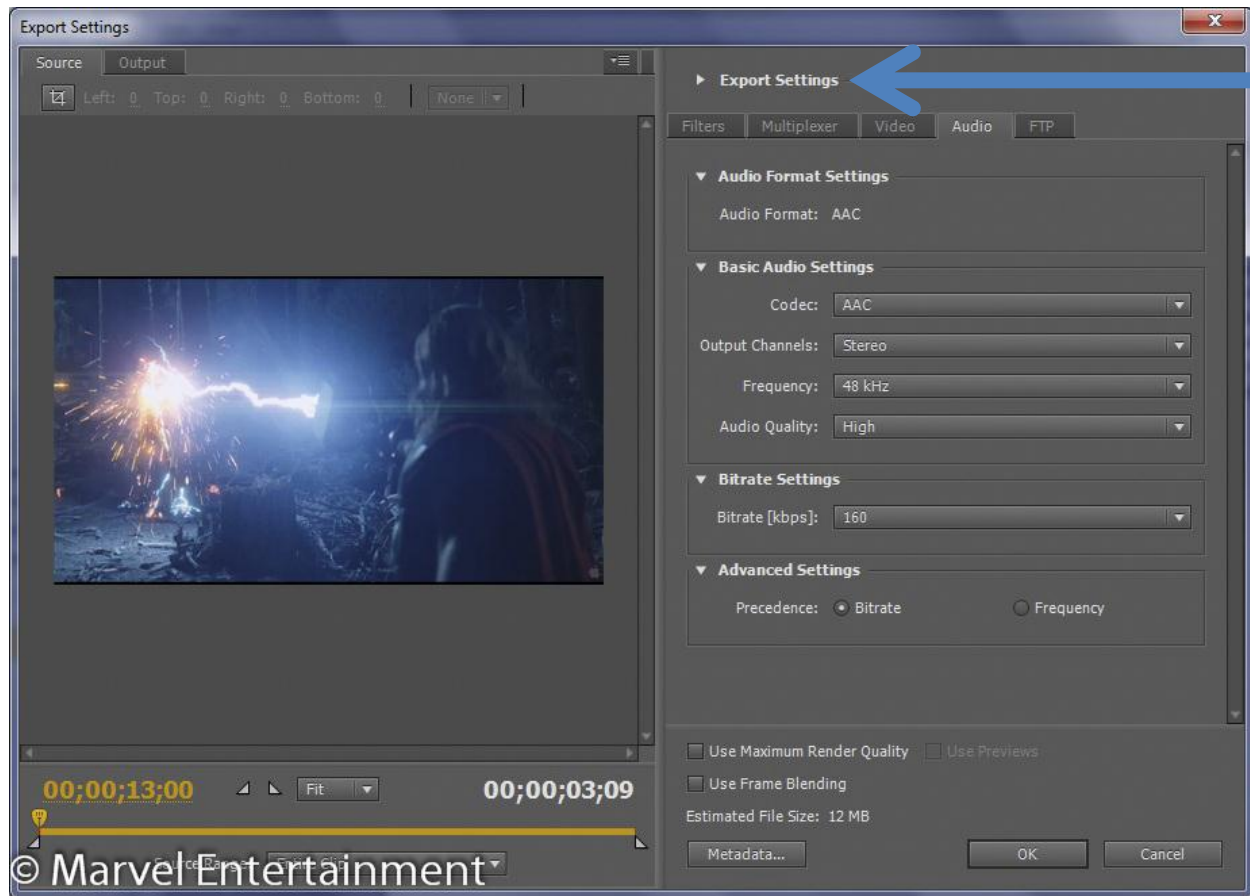 Export Settings
Source
Output
Left: 0 Top: 0 Right: 0 Bottom: 0
None
Export Settings
Filters
Multiplexer
Video
Audio
FTP
Audio Format Settings
Audio Format: AAC
Basic Audio Settings
Codec: AAC
Output Channels: Stereo
Frequency: 48 kHz
Audio Quality: High
Bitrate Settings
Bitrate [kbps]: 160
Advanced Settings
Precedence: Bitrate Frequency
Use Maximum Render Quality Use Previews
Use Frame Blending
Estimated File Size: 12 MB
Metadata...
OK
Cancel
00;00;13;00
Fit
00;00;03;09
Source Range: Entire Clip
© Marvel Entertainment